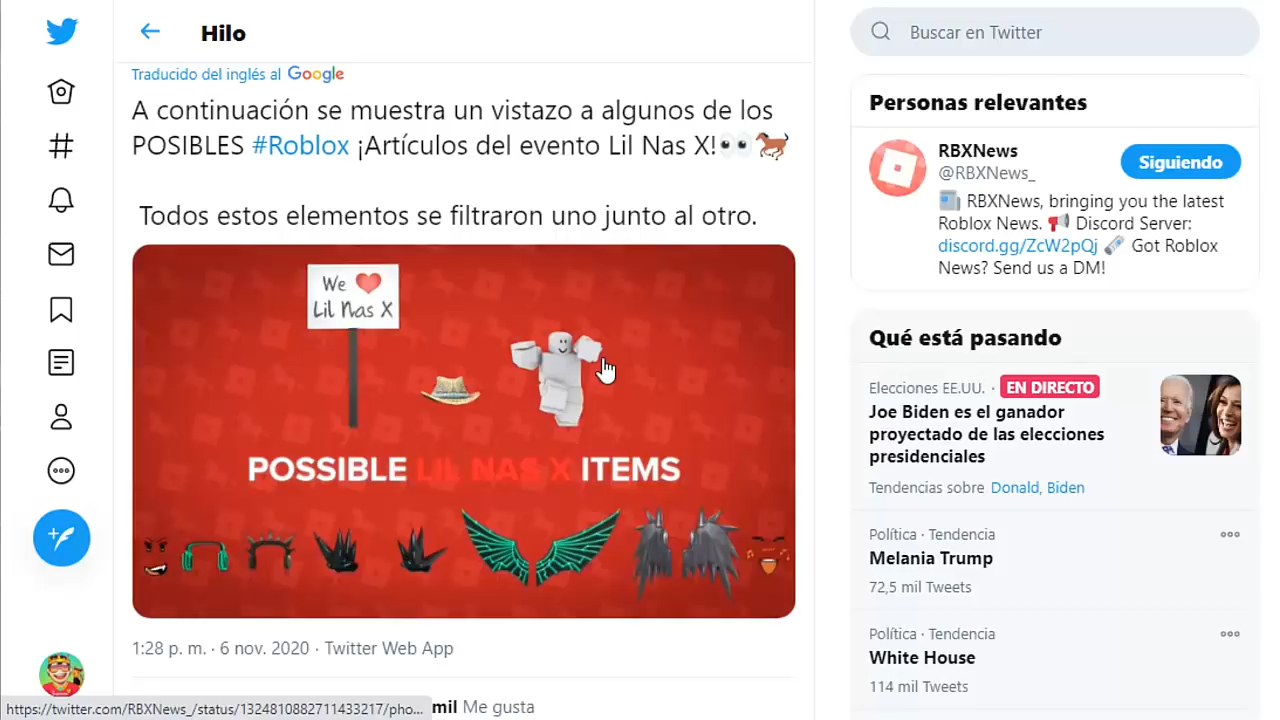 Hilo
Traducido del inglés al Google
A continuación se muestra un vistazo a algunos de los
POSIBLES #Roblox ¡Artículos del evento Lil Nas X!
Todos estos elementos se filtraron uno junto al otro.
We
Lil Nas X
POSSIBLE LIL NAS X ITEMS
1:28 p. m. · 6 nov. 2020 · Twitter Web App
mil Me gusta
https://twitter.com/RBXNews_/status/1324810882711433217/pho...
Buscar en Twitter
Personas relevantes
RBXNews
@RBXNews_
Siguiendo
RBXNews, bringing you the latest
Roblox News. Discord Server:
discord.gg/ZcW2pQj Got Roblox
News? Send us a DM!
Qué está pasando
Elecciones EE.UU. · EN DIRECTO
Joe Biden es el ganador
proyectado de las elecciones
presidenciales
Tendencias sobre Donald, Biden
Política · Tendencia
Melania Trump
72,5 mil Tweets
Política · Tendencia
White House
114 mil Tweets